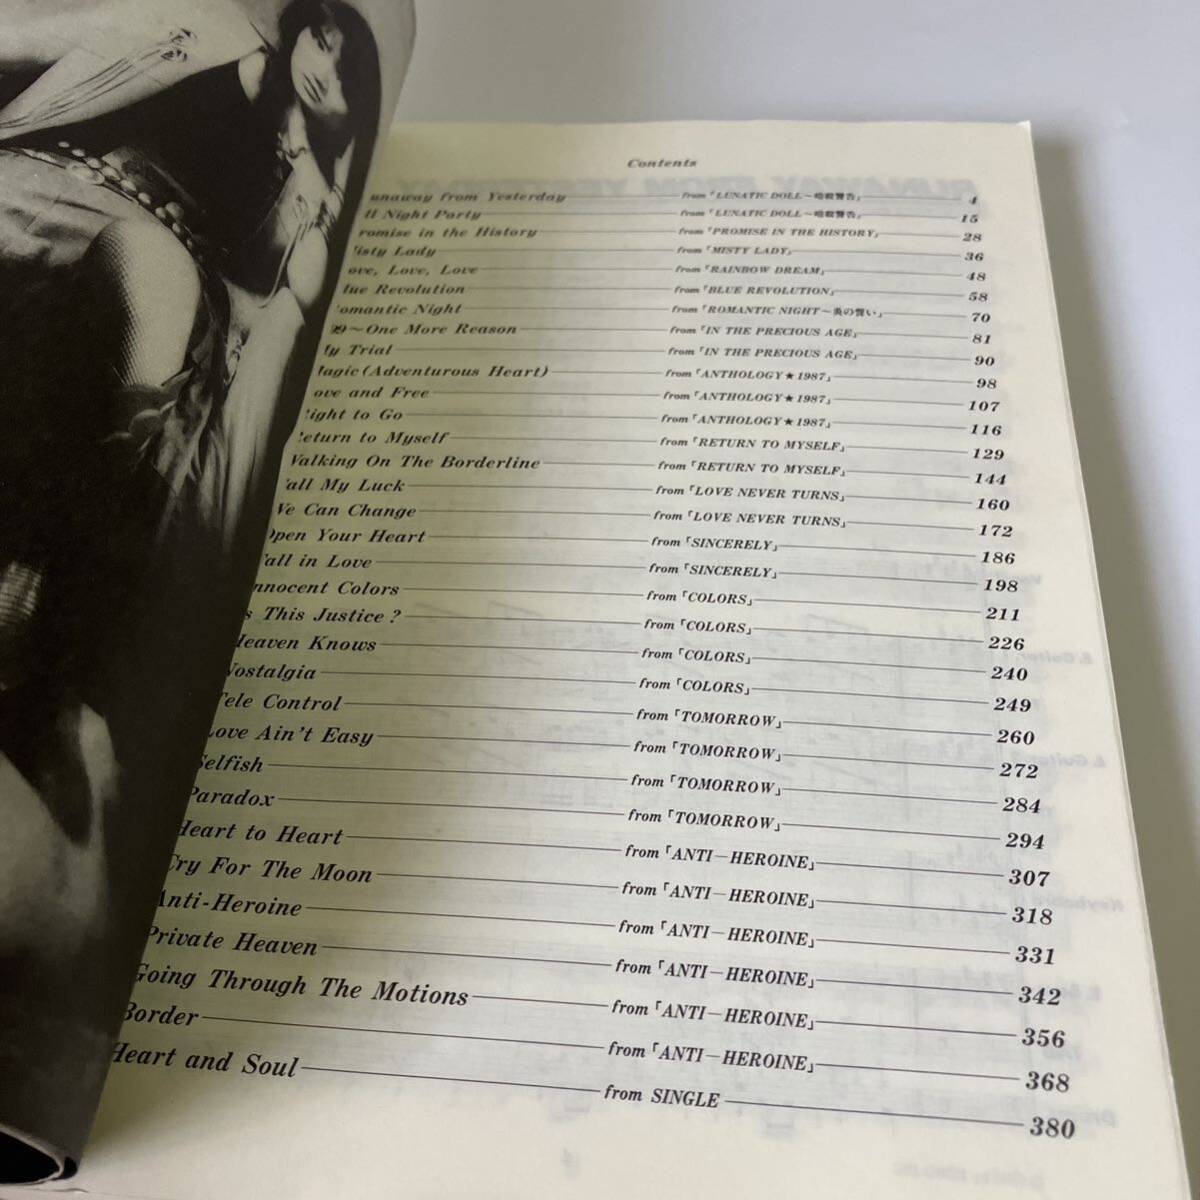 Contents
unaway from Yesterday from「LUNATIC DOLL〜暗殺警告」 4
ll Night Party from「LUNATIC DOLL〜暗殺警告」 15
romise in the History from「PROMISE IN THE HISTORY」 28
isty Lady from「MISTY LADY」 36
ove, Love, Love from「RAINBOW DREAM」 48
lue Revolution from「BLUE REVOLUTION」 58
omantic Night from「ROMANTIC NIGHT〜炎の誓い」 70
99〜One More Reason from「IN THE PRECIOUS AGE」 81
y Trial from「IN THE PRECIOUS AGE」 90
agic (Adventurous Heart) from「ANTHOLOGY★1987」 98
ove and Free from「ANTHOLOGY★1987」 107
ight to Go from「ANTHOLOGY★1987」 116
eturn to Myself from「RETURN TO MYSELF」 129
Walking On The Borderline from「RETURN TO MYSELF」 144
all My Luck from「LOVE NEVER TURNS」 160
We Can Change from「LOVE NEVER TURNS」 172
Open Your Heart from「SINCERELY」 186
all in Love from「SINCERELY」 198
nnocent Colors from「COLORS」 211
s This Justice? from「COLORS」 226
Heaven Knows from「COLORS」 240
Nostalgia from「COLORS」 249
Tele Control from「TOMORROW」 260
Love Ain't Easy from「TOMORROW」 272
Selfish from「TOMORROW」 284
Paradox from「TOMORROW」 294
Heart to Heart from「ANTI−HEROINE」 307
Cry For The Moon from「ANTI−HEROINE」 318
Anti-Heroine from「ANTI−HEROINE」 331
Private Heaven from「ANTI−HEROINE」 342
Going Through The Motions from「ANTI−HEROINE」 356
Border from「ANTI−HEROINE」 368
Heart and Soul from SINGLE 380